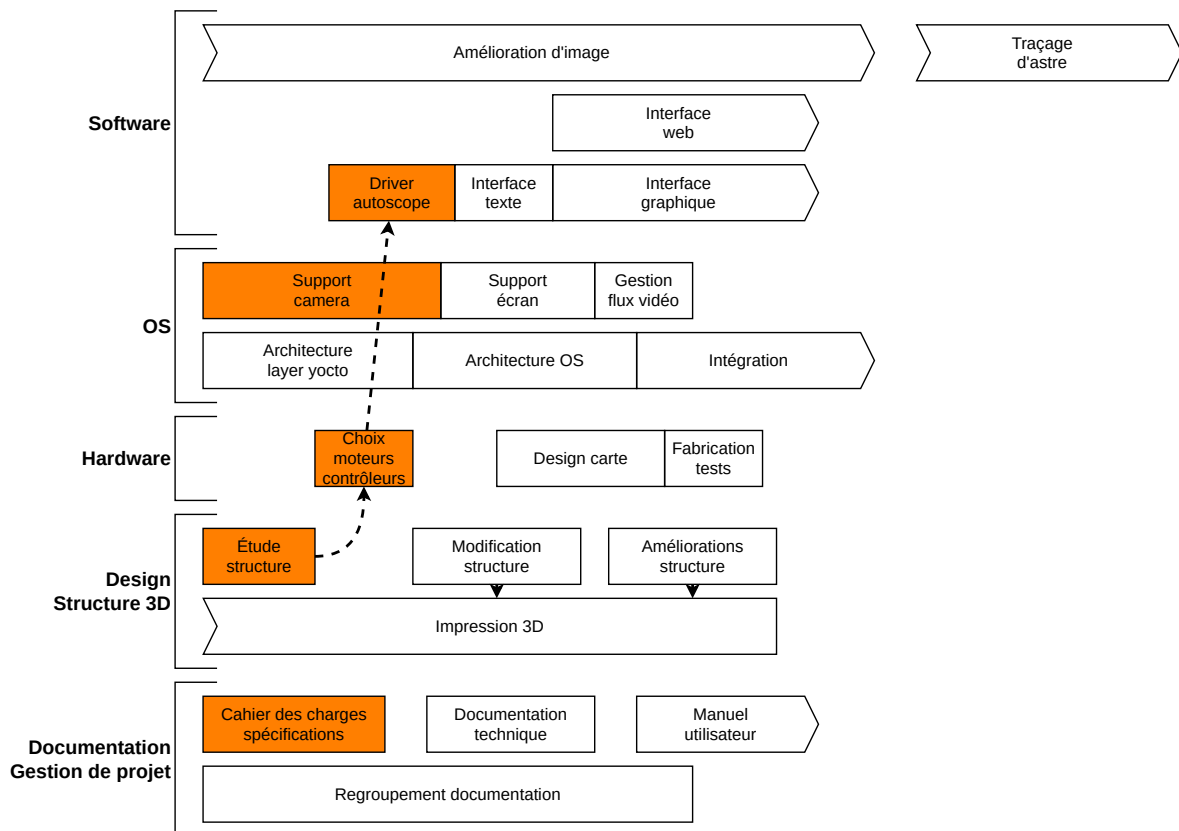 Amélioration d'image
Traçage
d'astre
Software
Interface
web
Driver
autoscope
Interface
texte
Interface
graphique
OS
Support
camera
Support
écran
Gestion
flux vidéo
Architecture
layer yocto
Architecture OS
Intégration
Hardware
Choix
moteurs
contrôleurs
Design carte
Fabrication
tests
Design
Structure 3D
Étude
structure
Modification
structure
Améliorations
structure
Impression 3D
Documentation
Gestion de projet
Cahier des charges
spécifications
Documentation
technique
Manuel
utilisateur
Regroupement documentation